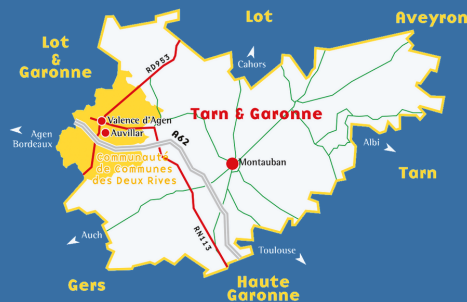 Lot
Aveyron
Lot
&
Garonne
Cahors
RD953
Tarn & Garonne
Valence d'Agen
Auvillar
A62
Agen
Bordeaux
Albi
Communauté
de Communes
des Deux Rives
Montauban
Tarn
RN113
Auch
Toulouse
Gers
Haute
Garonne